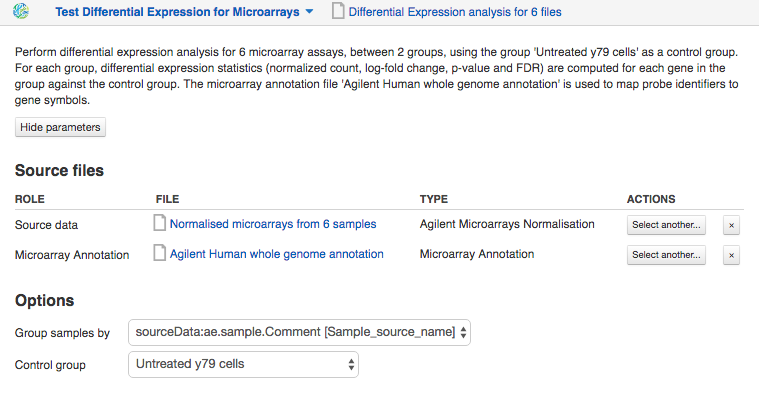 Test Differential Expression for Microarrays Differential Expression analysis for 6 files
Perform differential expression analysis for 6 microarray assays, between 2 groups, using the group 'Untreated y79 cells' as a control group.
For each group, differential expression statistics (normalized count, log-fold change, p-value and FDR) are computed for each gene in the
group against the control group. The microarray annotation file 'Agilent Human whole genome annotation' is used to map probe identifiers to
gene symbols.
Hide parameters
Source files
ROLE FILE TYPE ACTIONS
Source data Normalised microarrays from 6 samples Agilent Microarrays Normalisation Select another... ×
Microarray Annotation Agilent Human whole genome annotation Microarray Annotation Select another... ×
Options
Group samples by sourceData:ae.sample.Comment [Sample_source_name]
Control group Untreated y79 cells